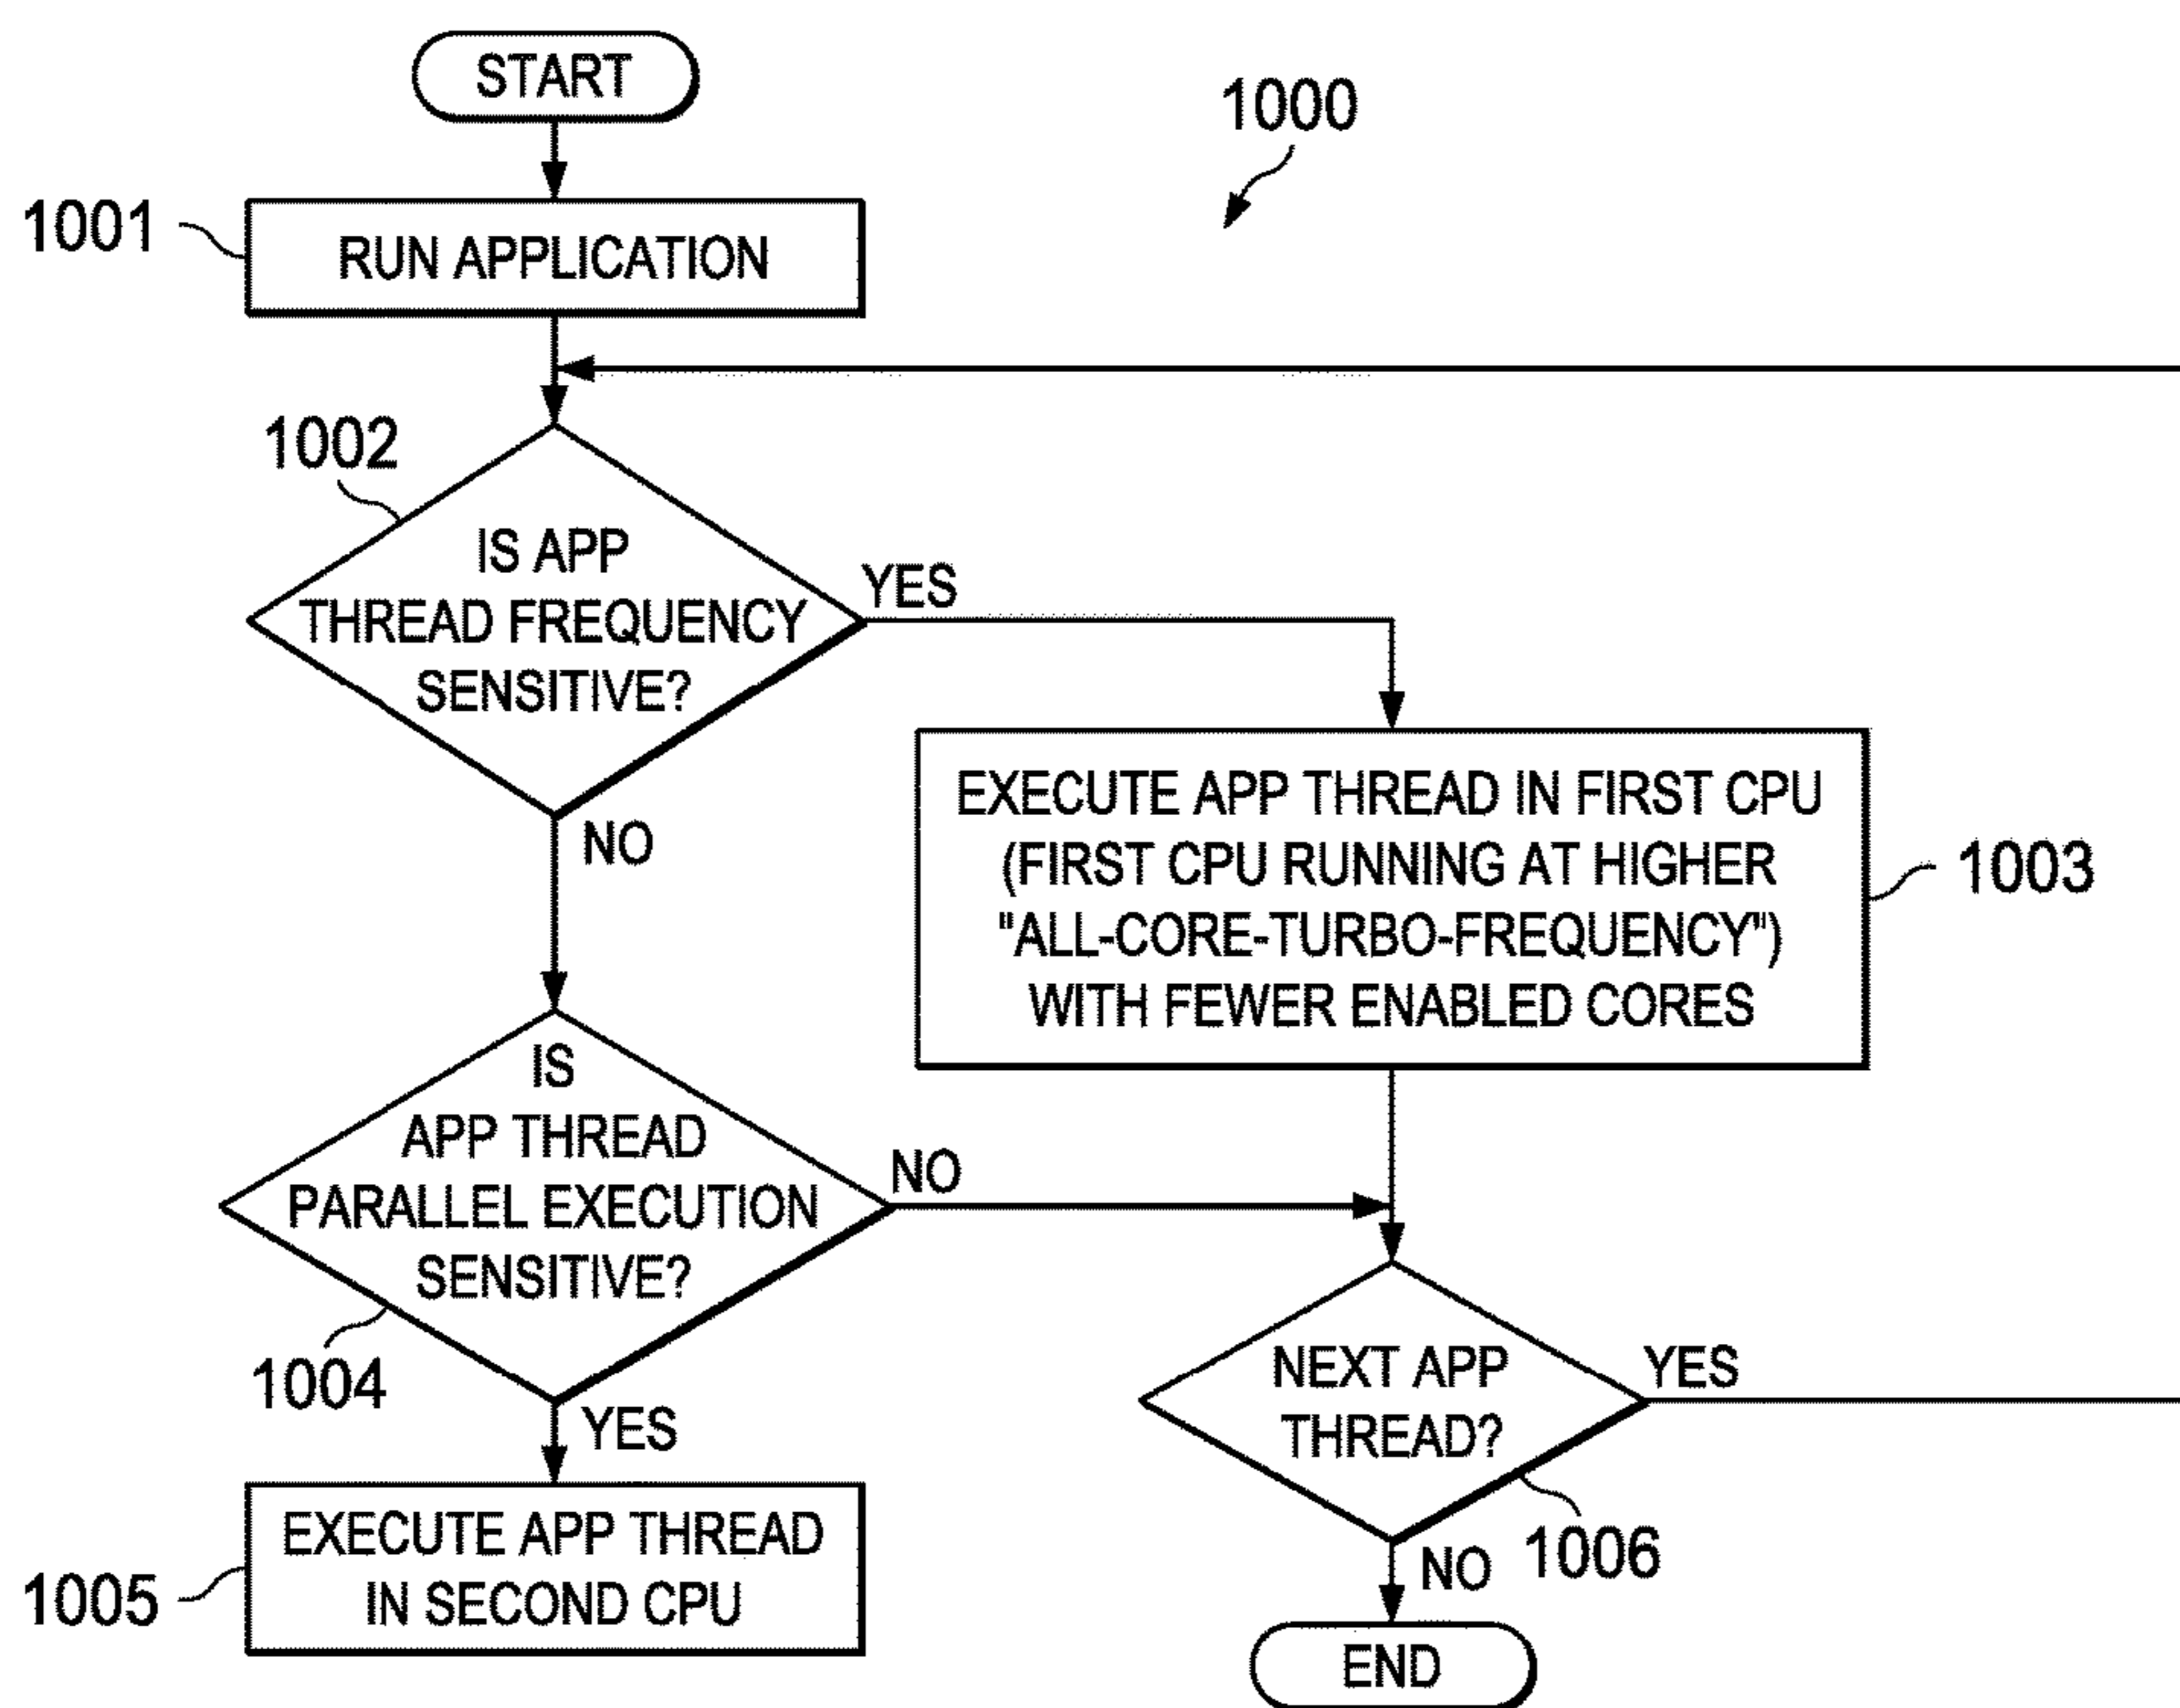 START
1000
1001
RUN APPLICATION
1002
IS APP
THREAD FREQUENCY
SENSITIVE?
YES
NO
EXECUTE APP THREAD IN FIRST CPU
(FIRST CPU RUNNING AT HIGHER
"ALL-CORE-TURBO-FREQUENCY")
WITH FEWER ENABLED CORES
1003
IS
APP THREAD
PARALLEL EXECUTION
SENSITIVE?
NO
1004
YES
NEXT APP
THREAD?
YES
1006
NO
EXECUTE APP THREAD
IN SECOND CPU
1005
END